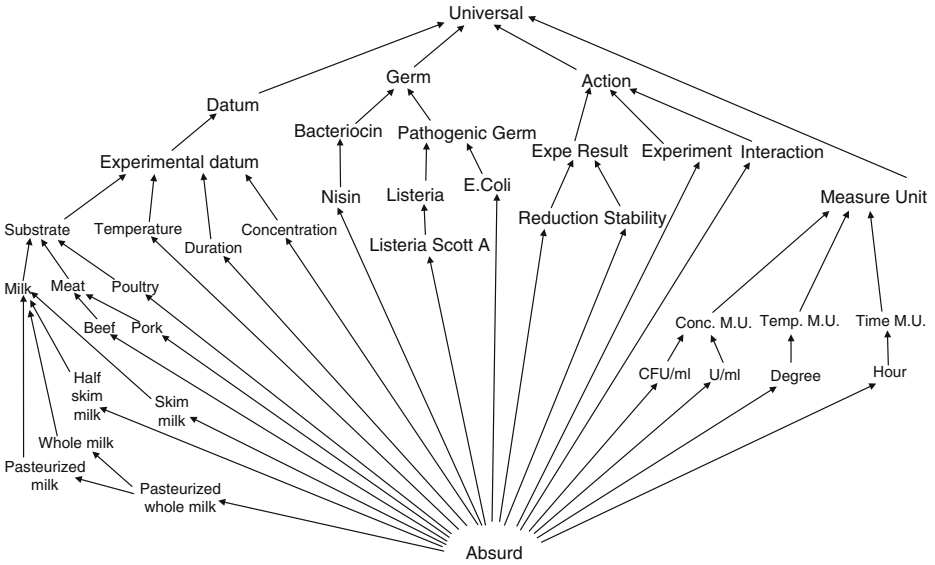 Universal
Germ
Action
Datum
Bacteriocin
Pathogenic Germ
Expe Result
Experiment
Interaction
Experimental datum
E.Coli
Nisin
Listeria
Measure Unit
Substrate
Temperature
Concentration
Reduction
Stability
Duration
Listeria Scott A
Milk
Meat
Poultry
Beef
Pork
Conc. M.U.
Temp. M.U.
Time M.U.
CFU/ml
U/ml
Degree
Hour
Half
skim
milk
Skim
milk
Whole milk
Pasteurized
milk
Pasteurized
whole milk
Absurd